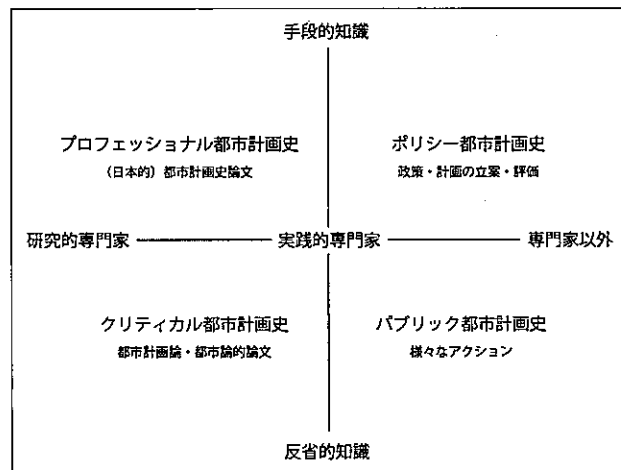 手段的知識
プロフェッショナル都市計画史
(日本的) 都市計画史論文
ポリシー都市計画史
政策・計画の立案・評価
研究的専門家
実践的専門家
専門家以外
クリティカル都市計画史
都市計画論・都市論的論文
パブリック都市計画史
様々なアクション
反省的知識